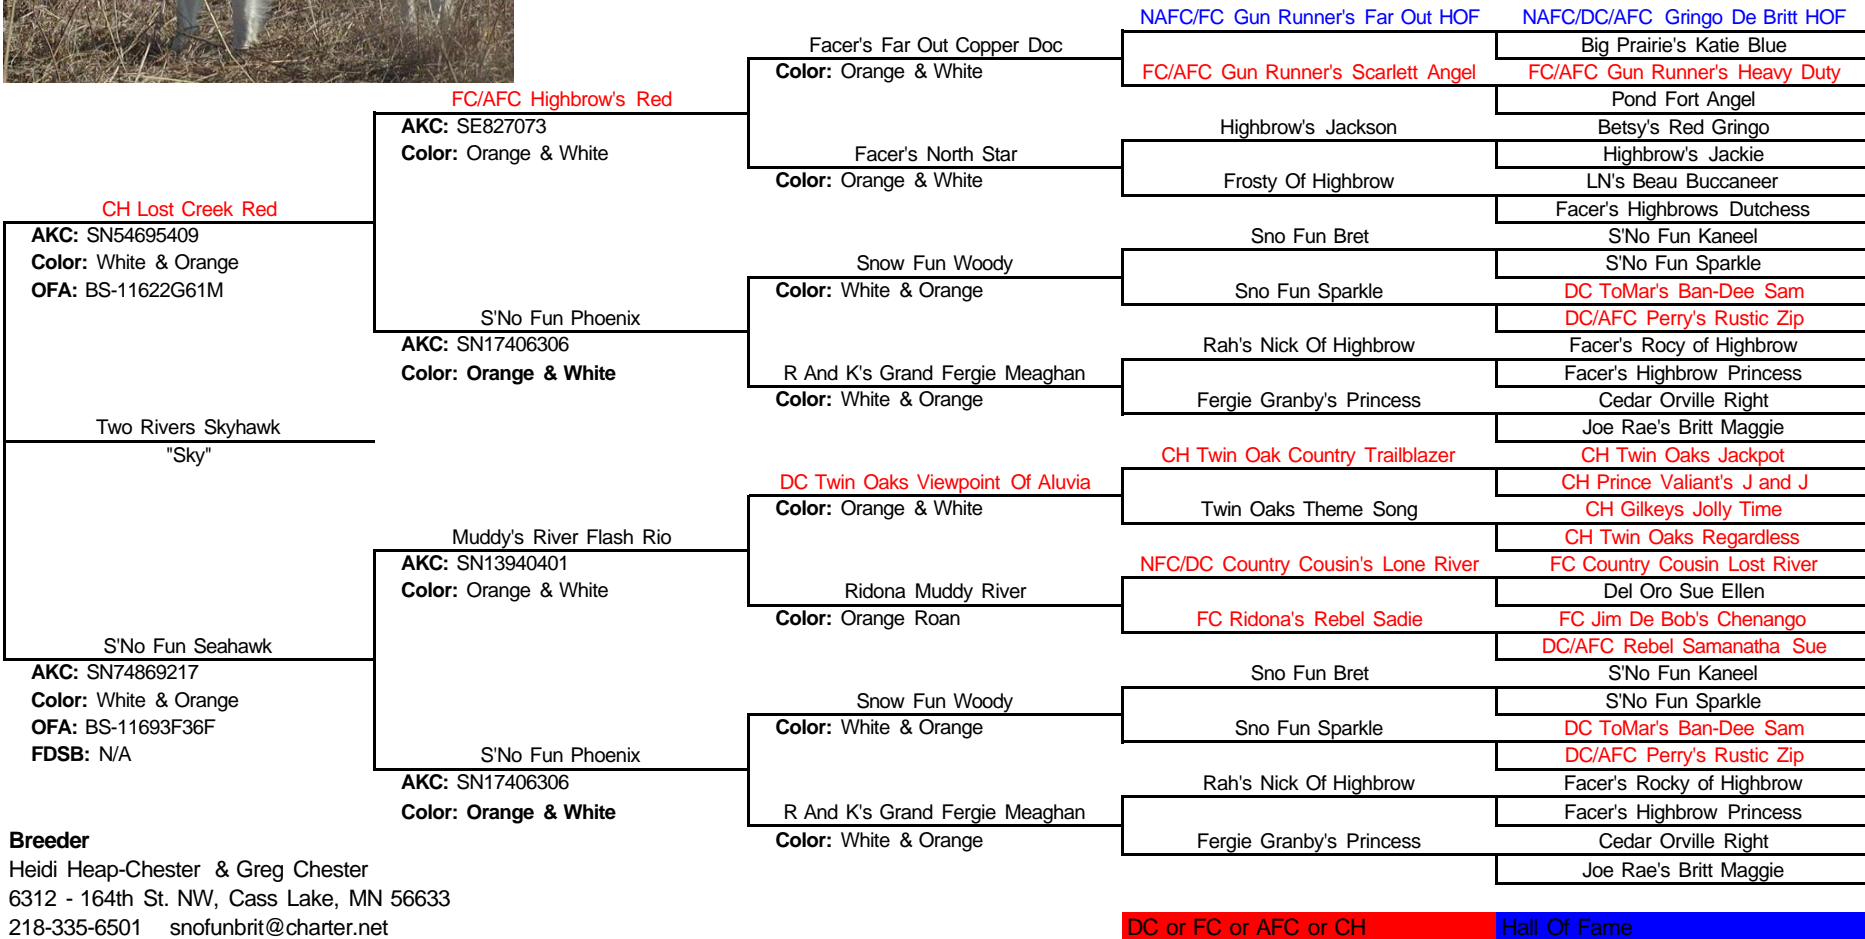 NAFC/FC Gun Runner's Far Out HOF NAFC/DC/AFC Gringo De Britt HOF
Facer's Far Out Copper Doc Big Prairie's Katie Blue
Color: Orange & White FC/AFC Gun Runner's Scarlett Angel FC/AFC Gun Runner's Heavy Duty
FC/AFC Highbrow's Red Pond Fort Angel
AKC: SE827073 Highbrow's Jackson Betsy's Red Gringo
Color: Orange & White Facer's North Star Highbrow's Jackie
Color: Orange & White Frosty Of Highbrow LN's Beau Buccaneer
CH Lost Creek Red Facer's Highbrows Dutchess
AKC: SN54695409 Sno Fun Bret S'No Fun Kaneel
Color: White & Orange Snow Fun Woody S'No Fun Sparkle
OFA: BS-11622G61M Color: White & Orange Sno Fun Sparkle DC ToMar's Ban-Dee Sam
S'No Fun Phoenix DC/AFC Perry's Rustic Zip
AKC: SN17406306 Rah's Nick Of Highbrow Facer's Rocy of Highbrow
Color: Orange & White R And K's Grand Fergie Meaghan Facer's Highbrow Princess
Color: White & Orange Fergie Granby's Princess Cedar Orville Right
Two Rivers Skyhawk Joe Rae's Britt Maggie
"Sky" CH Twin Oak Country Trailblazer CH Twin Oaks Jackpot
DC Twin Oaks Viewpoint Of Aluvia CH Prince Valiant's J and J
Color: Orange & White Twin Oaks Theme Song CH Gilkeys Jolly Time
Muddy's River Flash Rio CH Twin Oaks Regardless
AKC: SN13940401 NFC/DC Country Cousin's Lone River FC Country Cousin Lost River
Color: Orange & White Ridona Muddy River Del Oro Sue Ellen
Color: Orange Roan FC Ridona's Rebel Sadie FC Jim De Bob's Chenango
S'No Fun Seahawk DC/AFC Rebel Samanatha Sue
AKC: SN74869217 Sno Fun Bret S'No Fun Kaneel
Color: White & Orange Snow Fun Woody S'No Fun Sparkle
OFA: BS-11693F36F Color: White & Orange Sno Fun Sparkle DC ToMar's Ban-Dee Sam
FDSB: N/A S'No Fun Phoenix DC/AFC Perry's Rustic Zip
AKC: SN17406306 Rah's Nick Of Highbrow Facer's Rocky of Highbrow
Color: Orange & White R And K's Grand Fergie Meaghan Facer's Highbrow Princess
Breeder Color: White & Orange Fergie Granby's Princess Cedar Orville Right
Heidi Heap-Chester & Greg Chester Joe Rae's Britt Maggie
6312 - 164th St. NW, Cass Lake, MN 56633
218-335-6501 snofunbrit@charter.net DC or FC or AFC or CH Hall Of Fame